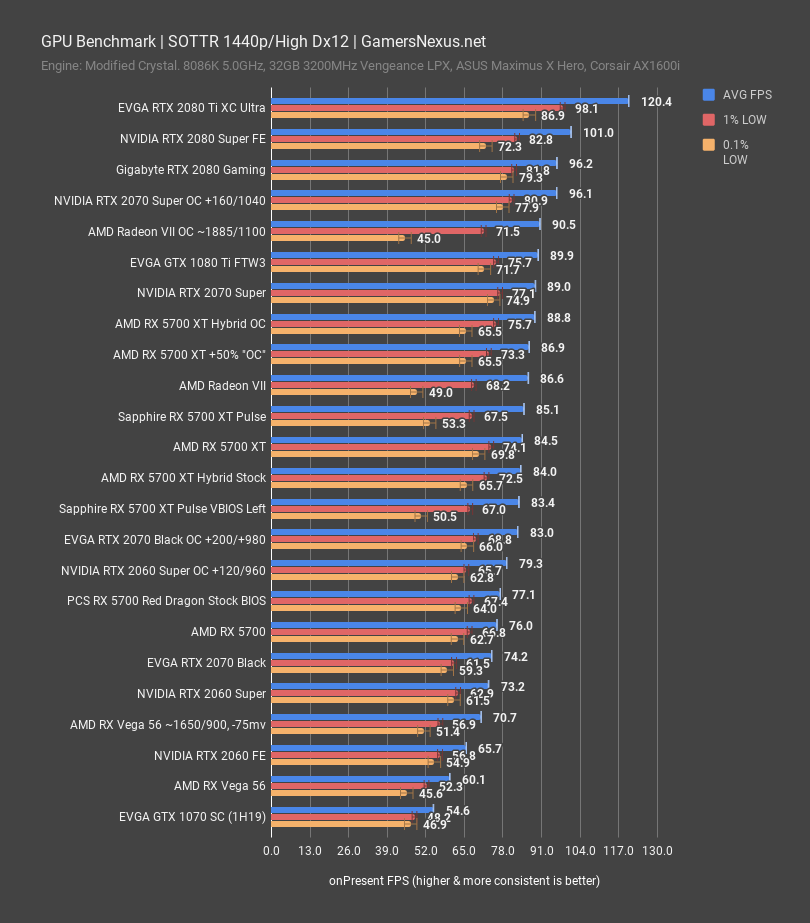 GPU Benchmark | SOTTR 1440p/High Dx12 | GamersNexus.net
Engine: Modified Crystal. 8086K 5.0GHz, 32GB 3200MHz Vengeance LPX, ASUS Maximus X Hero, Corsair AX1600i
AVG FPS
1% LOW
0.1%
LOW
EVGA RTX 2080 Ti XC Ultra 120.4 98.1 86.9
NVIDIA RTX 2080 Super FE 101.0 82.8 72.3
Gigabyte RTX 2080 Gaming 96.2 81.8 79.3
NVIDIA RTX 2070 Super OC +160/1040 96.1 80.9 77.9
AMD Radeon VII OC ~1885/1100 90.5 71.5 45.0
EVGA GTX 1080 Ti FTW3 89.9 75.7 71.7
NVIDIA RTX 2070 Super 89.0 77.1 74.9
AMD RX 5700 XT Hybrid OC 88.8 75.7 65.5
AMD RX 5700 XT +50% "OC" 86.9 73.3 65.5
AMD Radeon VII 86.6 68.2 49.0
Sapphire RX 5700 XT Pulse 85.1 67.5 53.3
AMD RX 5700 XT 84.5 74.1 69.8
AMD RX 5700 XT Hybrid Stock 84.0 72.5 65.7
Sapphire RX 5700 XT Pulse VBIOS Left 83.4 67.0 50.5
EVGA RTX 2070 Black OC +200/+980 83.0 68.8 66.0
NVIDIA RTX 2060 Super OC +120/960 79.3 65.7 62.8
PCS RX 5700 Red Dragon Stock BIOS 77.1 67.4 64.0
AMD RX 5700 76.0 66.8 62.7
EVGA RTX 2070 Black 74.2 61.5 59.3
NVIDIA RTX 2060 Super 73.2 62.9 61.5
AMD RX Vega 56 ~1650/900, -75mv 70.7 56.9 51.4
NVIDIA RTX 2060 FE 65.7 56.8 54.9
AMD RX Vega 56 60.1 52.3 45.6
EVGA GTX 1070 SC (1H19) 54.6 48.2 46.9
0.0 13.0 26.0 39.0 52.0 65.0 78.0 91.0 104.0 117.0 130.0
onPresent FPS (higher & more consistent is better)